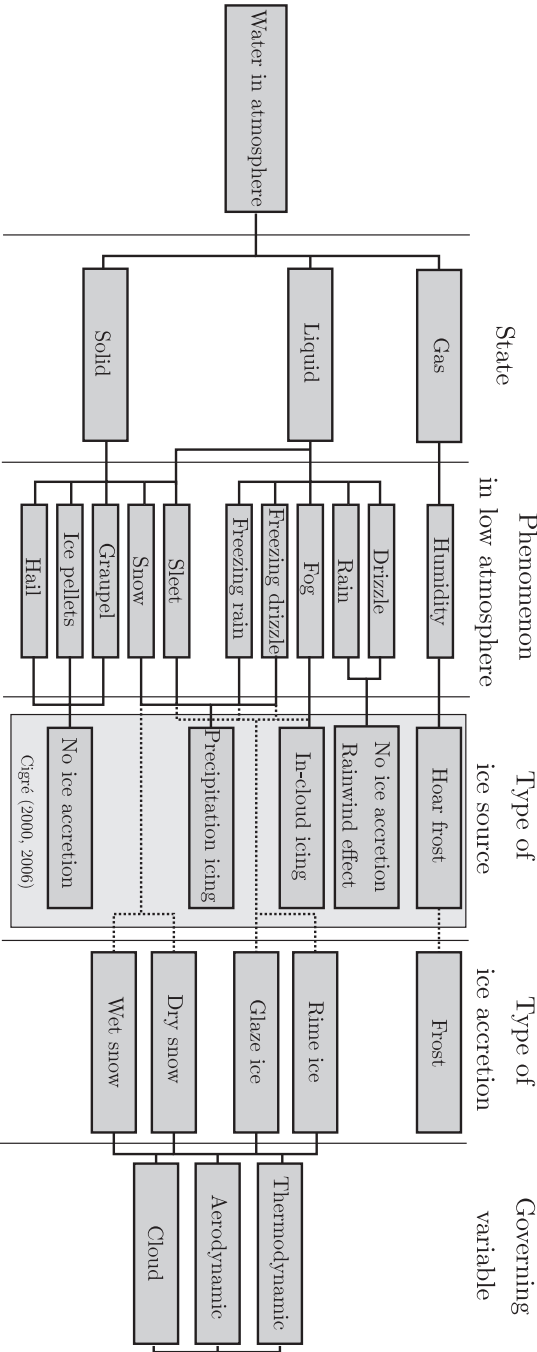 Water in atmosphere
State
Gas
Liquid
Solid
Phenomenon
in low atmosphere
Humidity
Drizzle
Rain
Fog
Freezing drizzle
Freezing rain
Sleet
Snow
Graupel
Ice pellets
Hail
Type of
ice source
Hoar frost
No ice accretion
Rainwind effect
In-cloud icing
Precipitation icing
No ice accretion
Cigré (2000, 2006)
Type of
ice accretion
Frost
Rime ice
Glaze ice
Dry snow
Wet snow
Governing
variable
Thermodynamic
Aerodynamic
Cloud